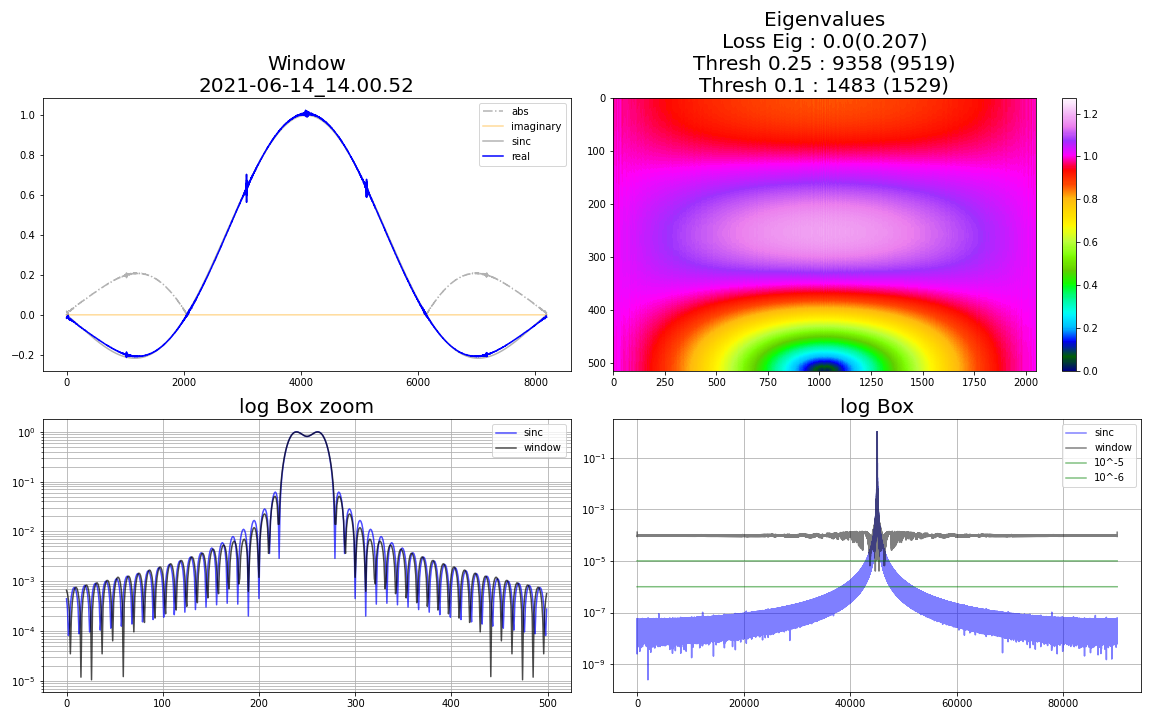 Window
2021-06-14_14.00.52
1.0
0.8
0.6
0.4
0.2
0.0
−0.2
0 2000 4000 6000 8000
abs
imaginary
sinc
real
Eigenvalues
Loss Eig : 0.0(0.207)
Thresh 0.25 : 9358 (9519)
Thresh 0.1 : 1483 (1529)
0
100
200
300
400
500
0 250 500 750 1000 1250 1500 1750 2000
1.2
1.0
0.8
0.6
0.4
0.2
0.0
log Box zoom
10⁰
10⁻¹
10⁻²
10⁻³
10⁻⁴
10⁻⁵
0 100 200 300 400 500
sinc
window
log Box
10⁻¹
10⁻³
10⁻⁵
10⁻⁷
10⁻⁹
0 20000 40000 60000 80000
sinc
window
10^-5
10^-6